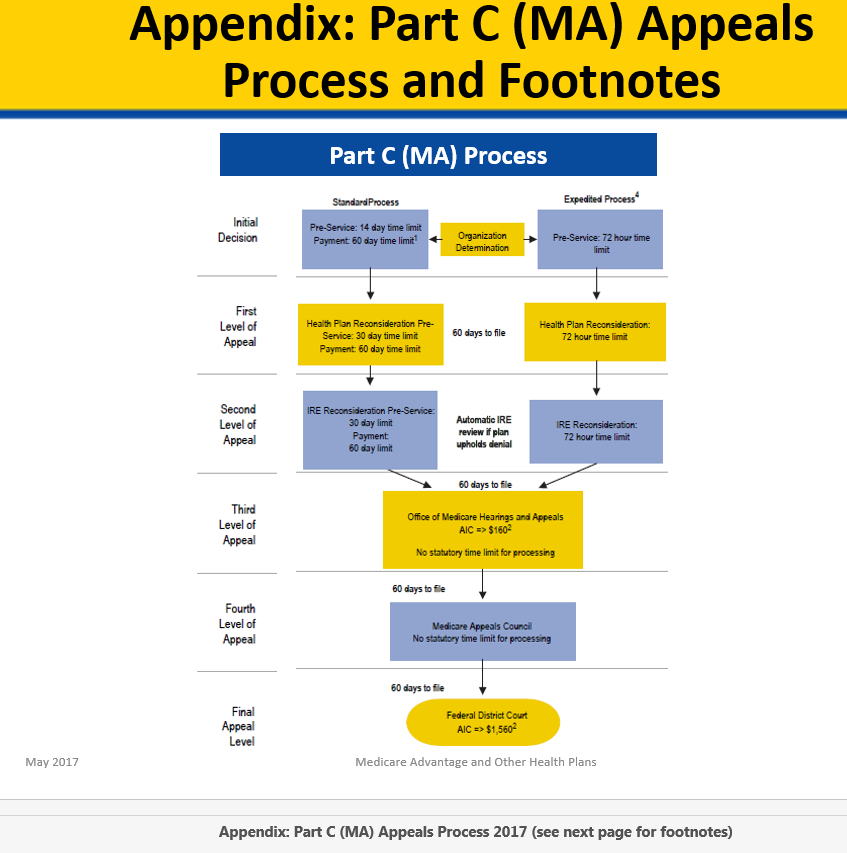 Appendix: Part C (MA) Appeals
Process and Footnotes
Part C (MA) Process
StandardProcess
Expedited Process4
Initial
Decision
Pre-Service: 14 day time limit
Payment: 60 day time limit1
Organization
Determination
Pre-Service: 72 hour time
limit
First
Level of
Appeal
Health Plan Reconsideration Pre-
Service: 30 day time limit
Payment: 60 day time limit
60 days to file
Health Plan Reconsideration:
72 hour time limit
Second
Level of
Appeal
IRE Reconsideration Pre-Service:
30 day limit
Payment:
60 day limit
Automatic IRE
review if plan
upholds denial
IRE Reconsideration:
72 hour time limit
60 days to file
Third
Level of
Appeal
Office of Medicare Hearings and Appeals
AIC => $1602
No statutory time limit for processing
60 days to file
Fourth
Level of
Appeal
Medicare Appeals Council
No statutory time limit for processing
60 days to file
Final
Appeal
Level
Federal District Court
AIC => $1,5602
May 2017
Medicare Advantage and Other Health Plans
Appendix: Part C (MA) Appeals Process 2017 (see next page for footnotes)